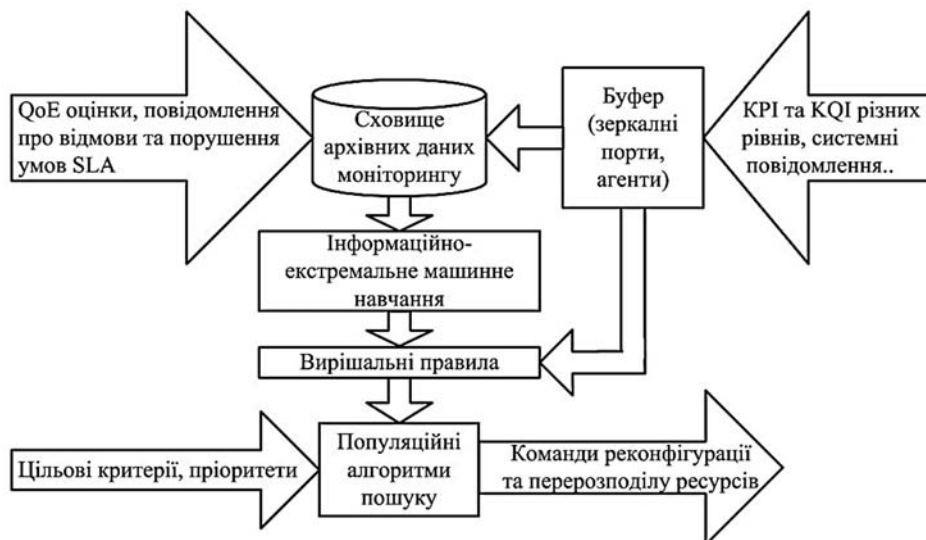 QoE оцінки, повідомлення
про відмови та порушення
умов SLA
Сховище
архівних даних
моніторингу
Буфер
(зеркалні
порти,
агенти)
KPI та KQI різних
рівнів, системні
повідомлення..
Інформаційно-
екстремальне машинне
навчання
Вирішальні правила
Цільові критерії, пріоритети
Популяційні
алгоритми
пошуку
Команди реконфігурації
та перерозподілу ресурсів